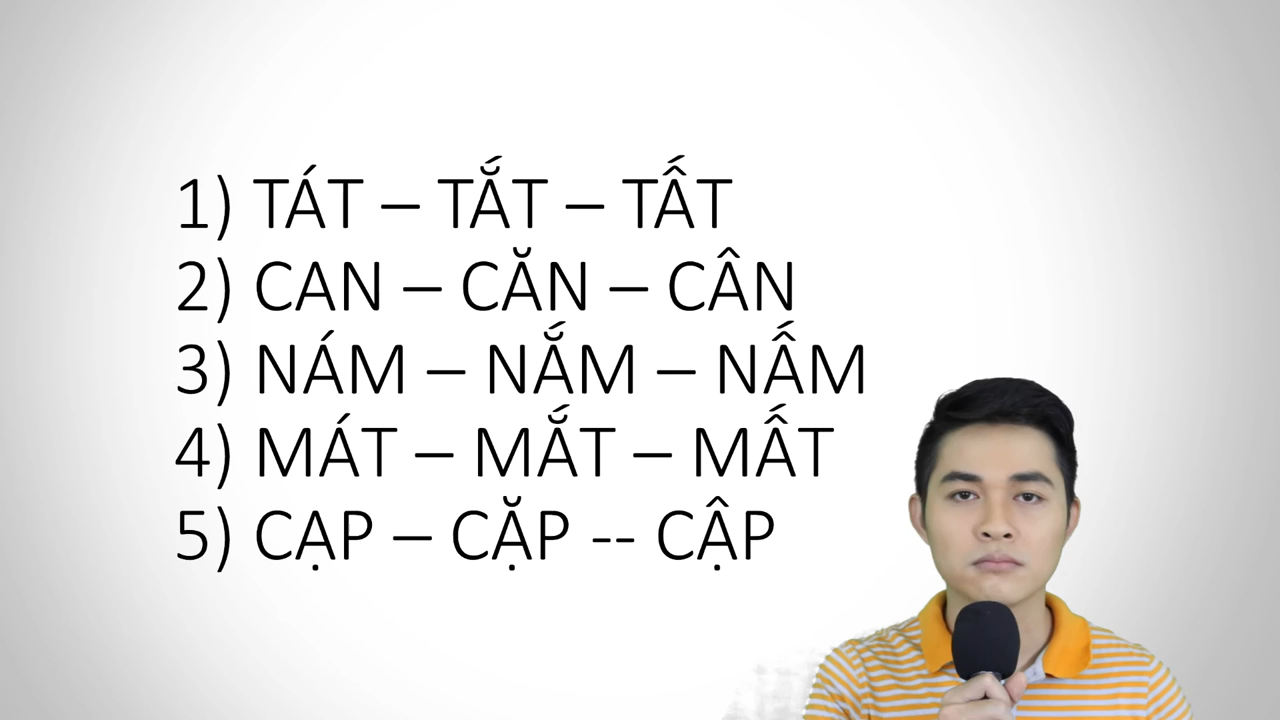 1) TÁT – TẮT – TẤT
2) CAN – CĂN – CÂN
3) NÁM – NẮM – NẤM
4) MÁT – MẮT – MẤT
5) CẠP – CẶP -- CẬP